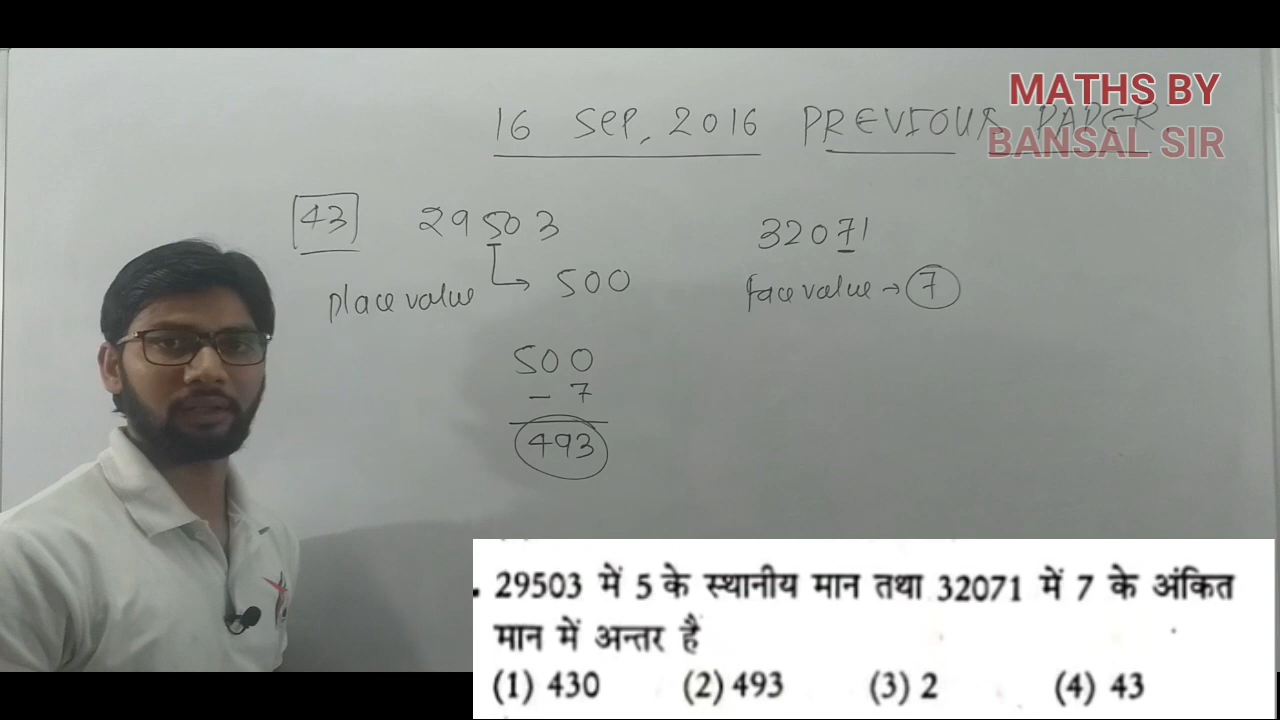 MATHS BY
BANSAL SIR
16 SEP, 2016 PREVIOUS PAPER
43 29503 32071
place value → 500 face value → 7
500
- 7
493
. 29503 में 5 के स्थानीय मान तथा 32071 में 7 के अंकित
मान में अन्तर है
(1) 430 (2) 493 (3) 2 (4) 43